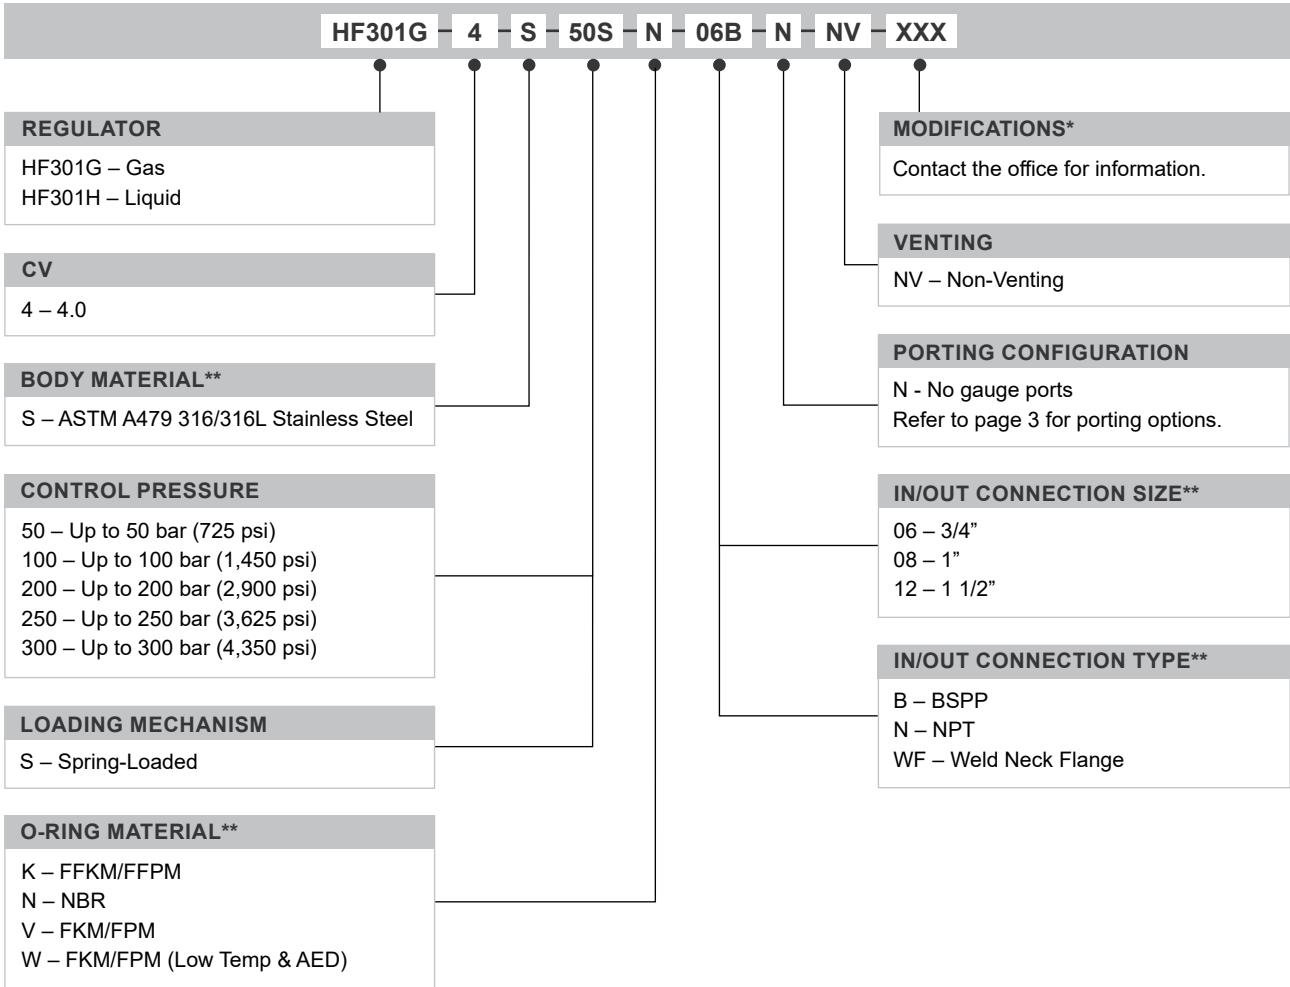 HF301G 4 S 50S N 06B N NV XXX
REGULATOR
HF301G – Gas
HF301H – Liquid
CV
4 – 4.0
BODY MATERIAL**
S – ASTM A479 316/316L Stainless Steel
CONTROL PRESSURE
50 – Up to 50 bar (725 psi)
100 – Up to 100 bar (1,450 psi)
200 – Up to 200 bar (2,900 psi)
250 – Up to 250 bar (3,625 psi)
300 – Up to 300 bar (4,350 psi)
LOADING MECHANISM
S – Spring-Loaded
O-RING MATERIAL**
K – FFKM/FFPM
N – NBR
V – FKM/FPM
W – FKM/FPM (Low Temp & AED)
MODIFICATIONS*
Contact the office for information.
VENTING
NV – Non-Venting
PORTING CONFIGURATION
N - No gauge ports
Refer to page 3 for porting options.
IN/OUT CONNECTION SIZE**
06 – 3/4”
08 – 1”
12 – 1 1/2”
IN/OUT CONNECTION TYPE**
B – BSPP
N – NPT
WF – Weld Neck Flange